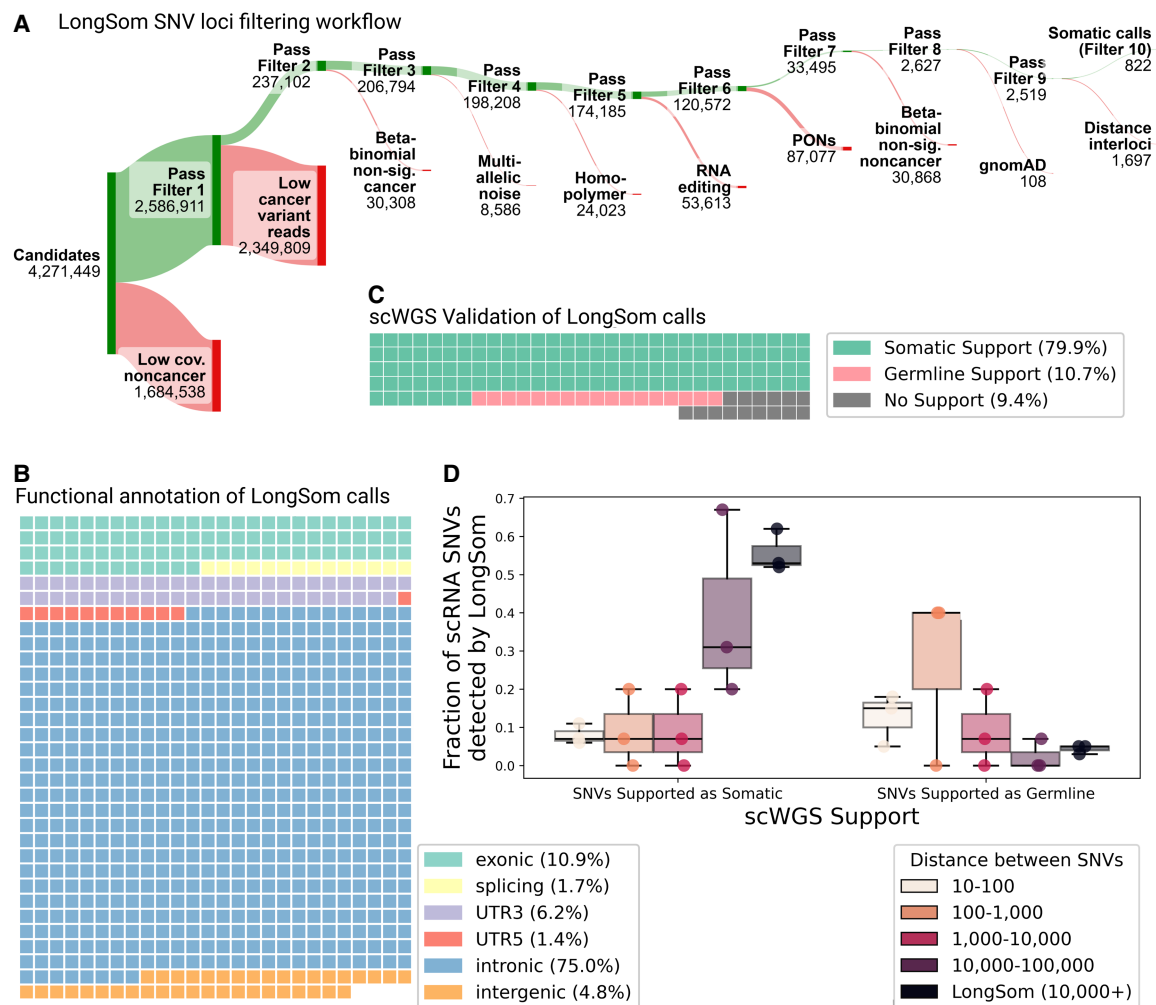 A
LongSom SNV loci filtering workflow
Candidates
4,271,449
Pass
Filter 1
2,586,911
Low cov.
noncancer
1,684,538
Pass
Filter 2
237,102
Low
cancer
variant
reads
2,349,809
Pass
Filter 3
206,794
Beta-
binomial
non-sig.
cancer
30,308
Pass
Filter 4
198,208
Multi-
allelic
noise
8,586
Pass
Filter 5
174,185
Homo-
polymer
24,023
Pass
Filter 6
120,572
RNA
editing
53,613
Pass
Filter 7
33,495
PONs
87,077
Pass
Filter 8
2,627
Beta-
binomial
non-sig.
noncancer
30,868
Pass
Filter 9
2,519
gnomAD
108
Somatic calls
(Filter 10)
822
Distance
interloci
1,697
C
scWGS Validation of LongSom calls
Somatic Support (79.9%)
Germline Support (10.7%)
No Support (9.4%)
B
Functional annotation of LongSom calls
exonic (10.9%)
splicing (1.7%)
UTR3 (6.2%)
UTR5 (1.4%)
intronic (75.0%)
intergenic (4.8%)
D
Fraction of scRNA SNVs
detected by LongSom
0.7
0.6
0.5
0.4
0.3
0.2
0.1
0.0
SNVs Supported as Somatic
SNVs Supported as Germline
scWGS Support
Distance between SNVs
10-100
100-1,000
1,000-10,000
10,000-100,000
LongSom (10,000+)